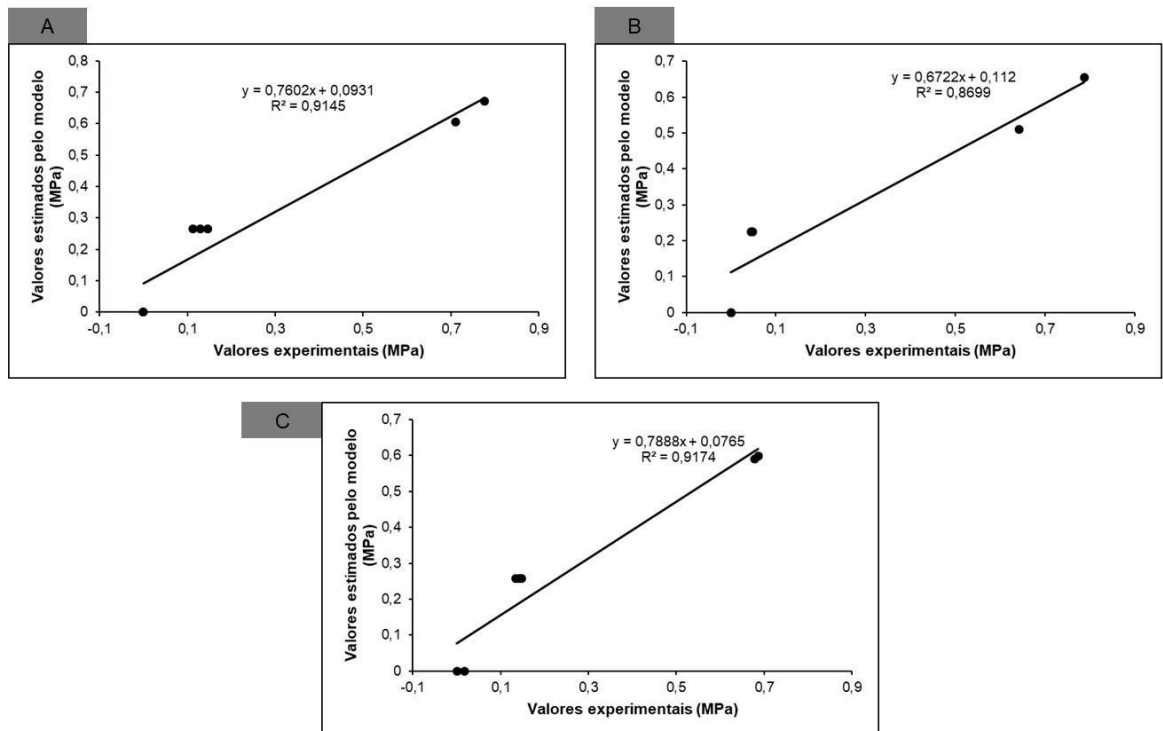 A
y = 0,7602x + 0,0931
R² = 0,9145
Valores estimados pelo modelo
(MPa)
0,8
0,7
0,6
0,5
0,4
0,3
0,2
0,1
0
-0,1 0,1 0,3 0,5 0,7 0,9
Valores experimentais (MPa)
B
y = 0,6722x + 0,112
R² = 0,8699
Valores estimados pelo modelo
(MPa)
0,7
0,6
0,5
0,4
0,3
0,2
0,1
0
-0,1 0,1 0,3 0,5 0,7 0,9
Valores experimentais (MPa)
C
y = 0,7888x + 0,0765
R² = 0,9174
Valores estimados pelo modelo
(MPa)
0,7
0,6
0,5
0,4
0,3
0,2
0,1
0
-0,1 0,1 0,3 0,5 0,7 0,9
Valores experimentais (MPa)